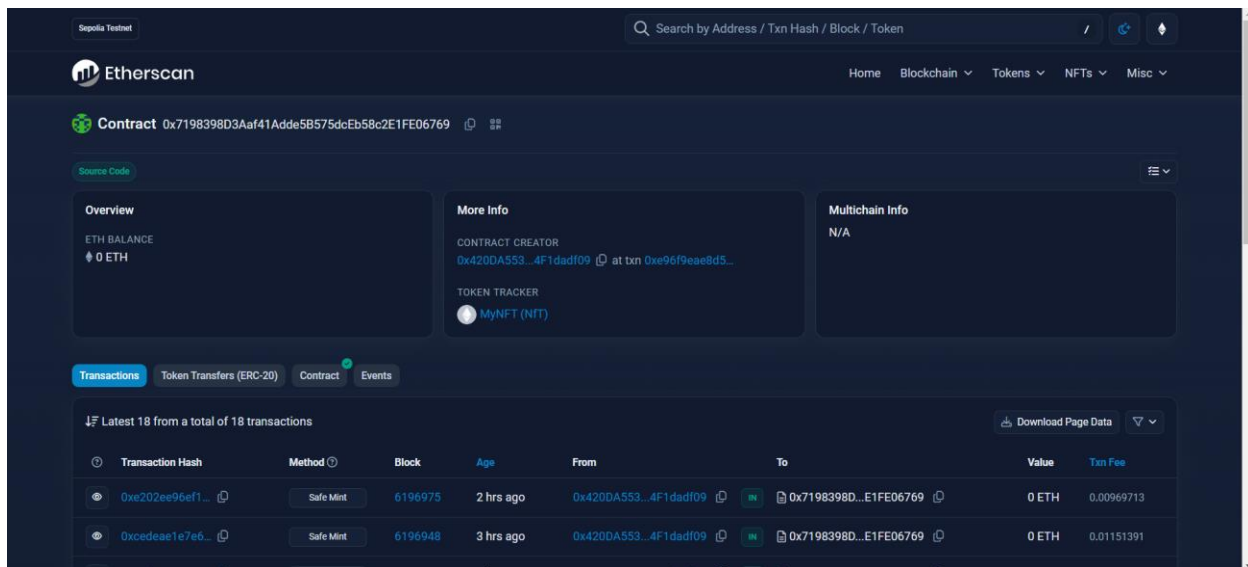 Sepolia Testnet
Search by Address / Txn Hash / Block / Token /
Etherscan
Home Blockchain Tokens NFTs Misc
Contract 0x7198398D3Aaf41Adde5B575dcEb58c2E1FE06769
Source Code
Overview
ETH BALANCE
0 ETH
More Info
CONTRACT CREATOR
0x420DA553...4F1dadf09 at txn 0xe96f9eae8d5...
TOKEN TRACKER
MyNFT (NfT)
Multichain Info
N/A
Transactions Token Transfers (ERC-20) Contract Events
Latest 18 from a total of 18 transactions
Download Page Data
Transaction Hash Method Block Age From To Value Txn Fee
0xe202ee96ef1... Safe Mint 6196975 2 hrs ago 0x420DA553...4F1dadf09 IN 0x7198398D...E1FE06769 0 ETH 0.00969713
0xcedeae1e7e6... Safe Mint 6196948 3 hrs ago 0x420DA553...4F1dadf09 IN 0x7198398D...E1FE06769 0 ETH 0.01151391